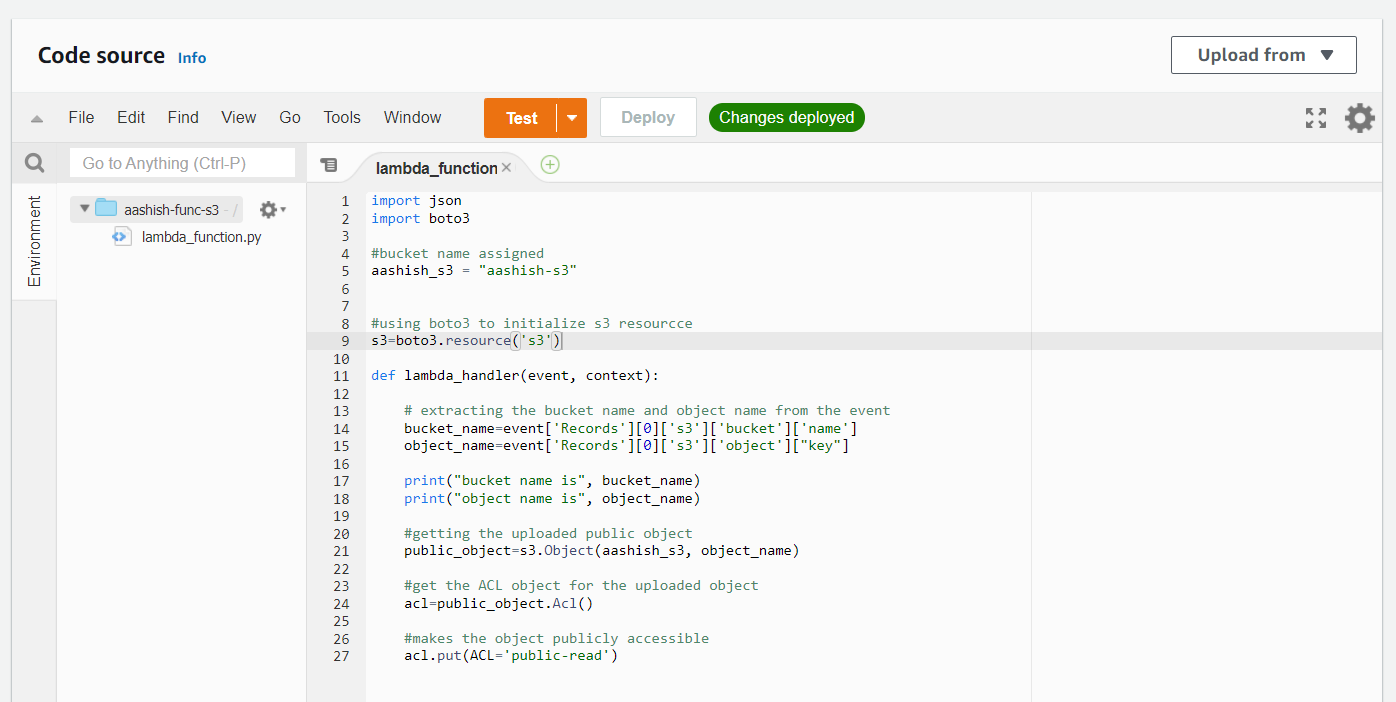 Code source Info
Upload from
File Edit Find View Go Tools Window Test Deploy Changes deployed
Go to Anything (Ctrl-P)
lambda_function
Environment
aashish-func-s3 - /
lambda_function.py
1 import json
2 import boto3
3
4 #bucket name assigned
5 aashish_s3 = "aashish-s3"
6
7
8 #using boto3 to initialize s3 resourcce
9 s3=boto3.resource('s3')
10
11 def lambda_handler(event, context):
12
13     # extracting the bucket name and object name from the event
14     bucket_name=event['Records'][0]['s3']['bucket']['name']
15     object_name=event['Records'][0]['s3']['object']["key"]
16
17     print("bucket name is", bucket_name)
18     print("object name is", object_name)
19
20     #getting the uploaded public object
21     public_object=s3.Object(aashish_s3, object_name)
22
23     #get the ACL object for the uploaded object
24     acl=public_object.Acl()
25
26     #makes the object publicly accessible
27     acl.put(ACL='public-read')